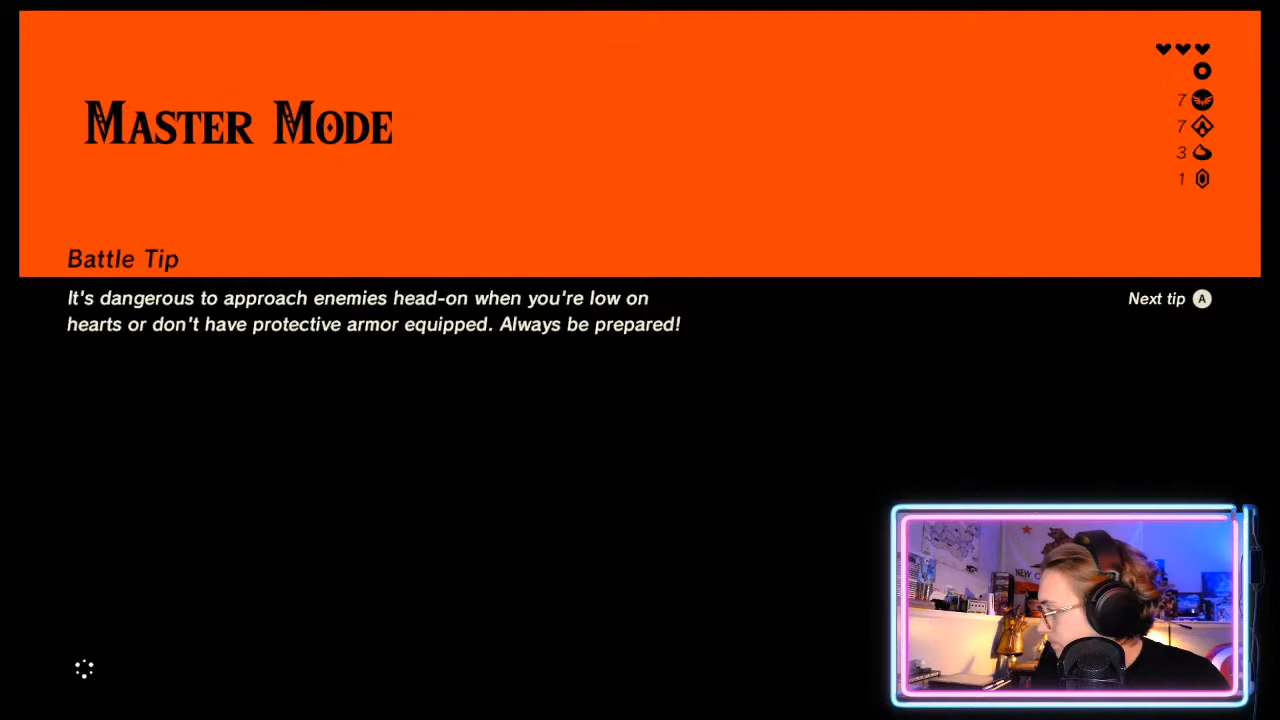 Master Mode
7
7
3
1
Battle Tip
It's dangerous to approach enemies head-on when you're low on
hearts or don't have protective armor equipped. Always be prepared!
Next tip A
NEW C